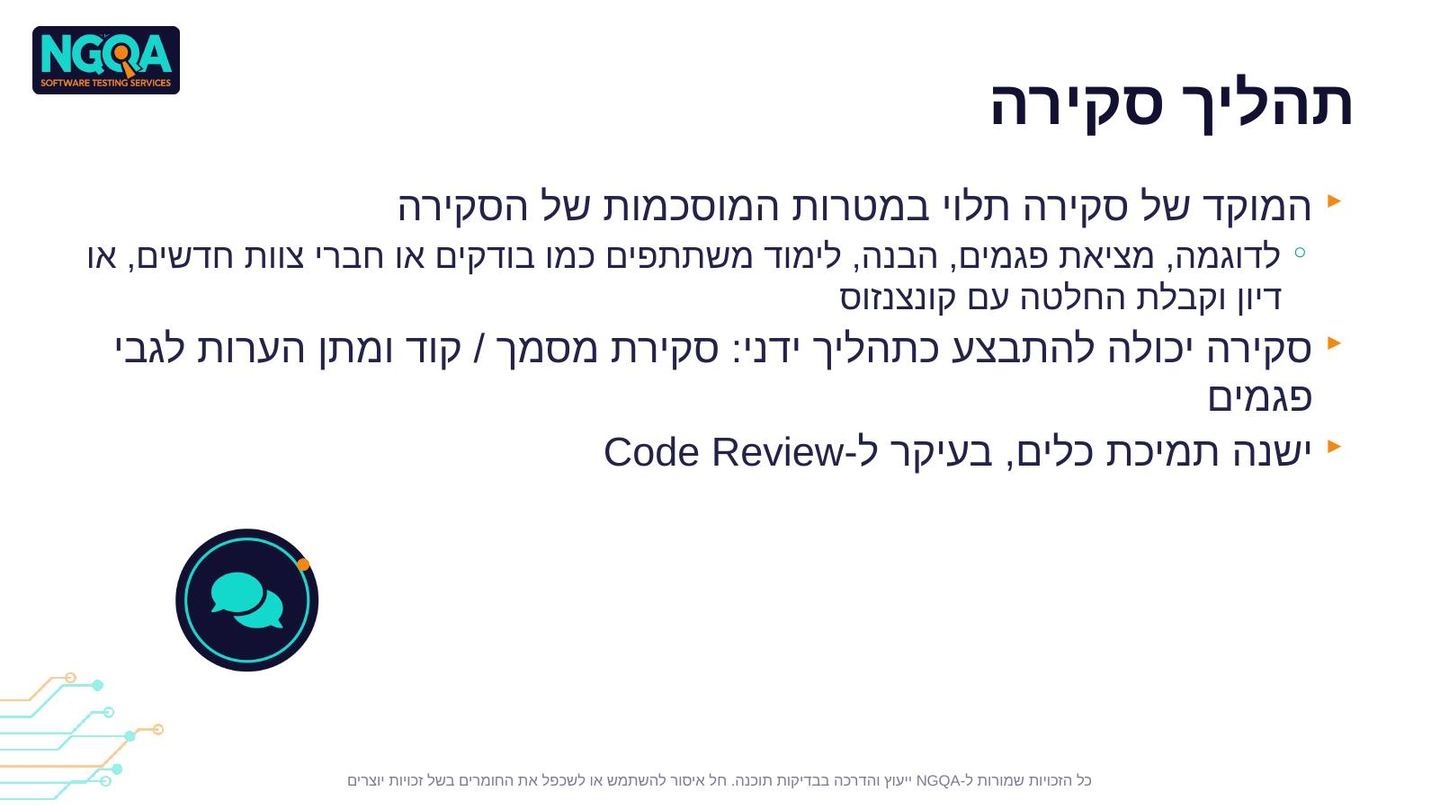 NGQA
SOFTWARE TESTING SERVICES
תהליך סקירה
המוקד של סקירה תלוי במטרות המוסכמות של הסקירה
לדוגמה, מציאת פגמים, הבנה, לימוד משתתפים כמו בודקים או חברי צוות חדשים, או
דיון וקבלת החלטה עם קונצנזוס
סקירה יכולה להתבצע כתהליך ידני: סקירת מסמך / קוד ומתן הערות לגבי
פגמים
ישנה תמיכת כלים, בעיקר ל-Code Review
כל הזכויות שמורות ל-NGQA ייעוץ והדרכה בבדיקות תוכנה. חל איסור להשתמש או לשכפל את החומרים בשל זכויות יוצרים